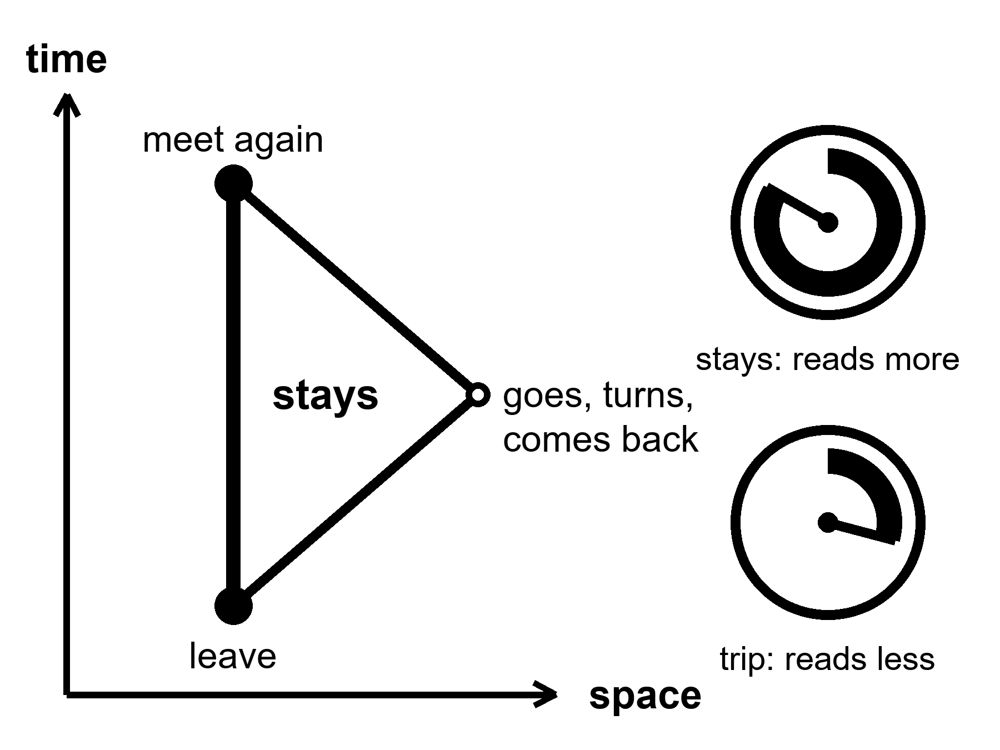 time
meet again
stays: reads more
stays
goes, turns,
comes back
leave
trip: reads less
space